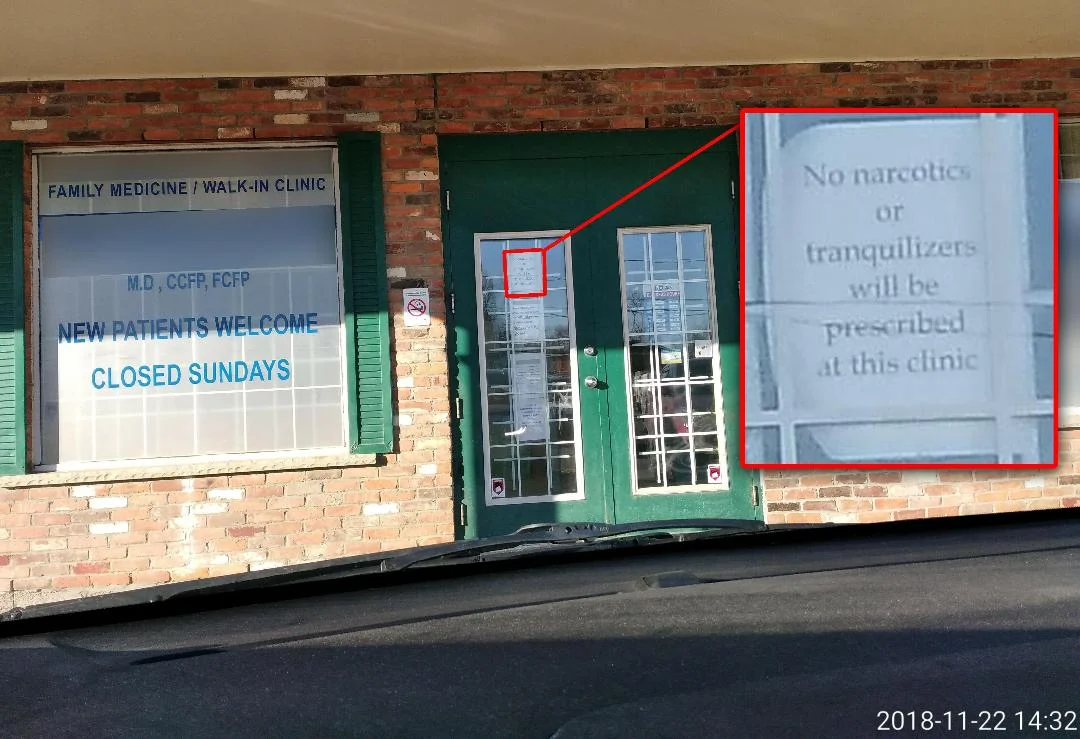 FAMILY MEDICINE / WALK-IN CLINIC
M.D , CCFP, FCFP
NEW PATIENTS WELCOME
CLOSED SUNDAYS
No narcotics
or
tranquilizers
will be
prescribed
at this clinic
2018-11-22 14:32